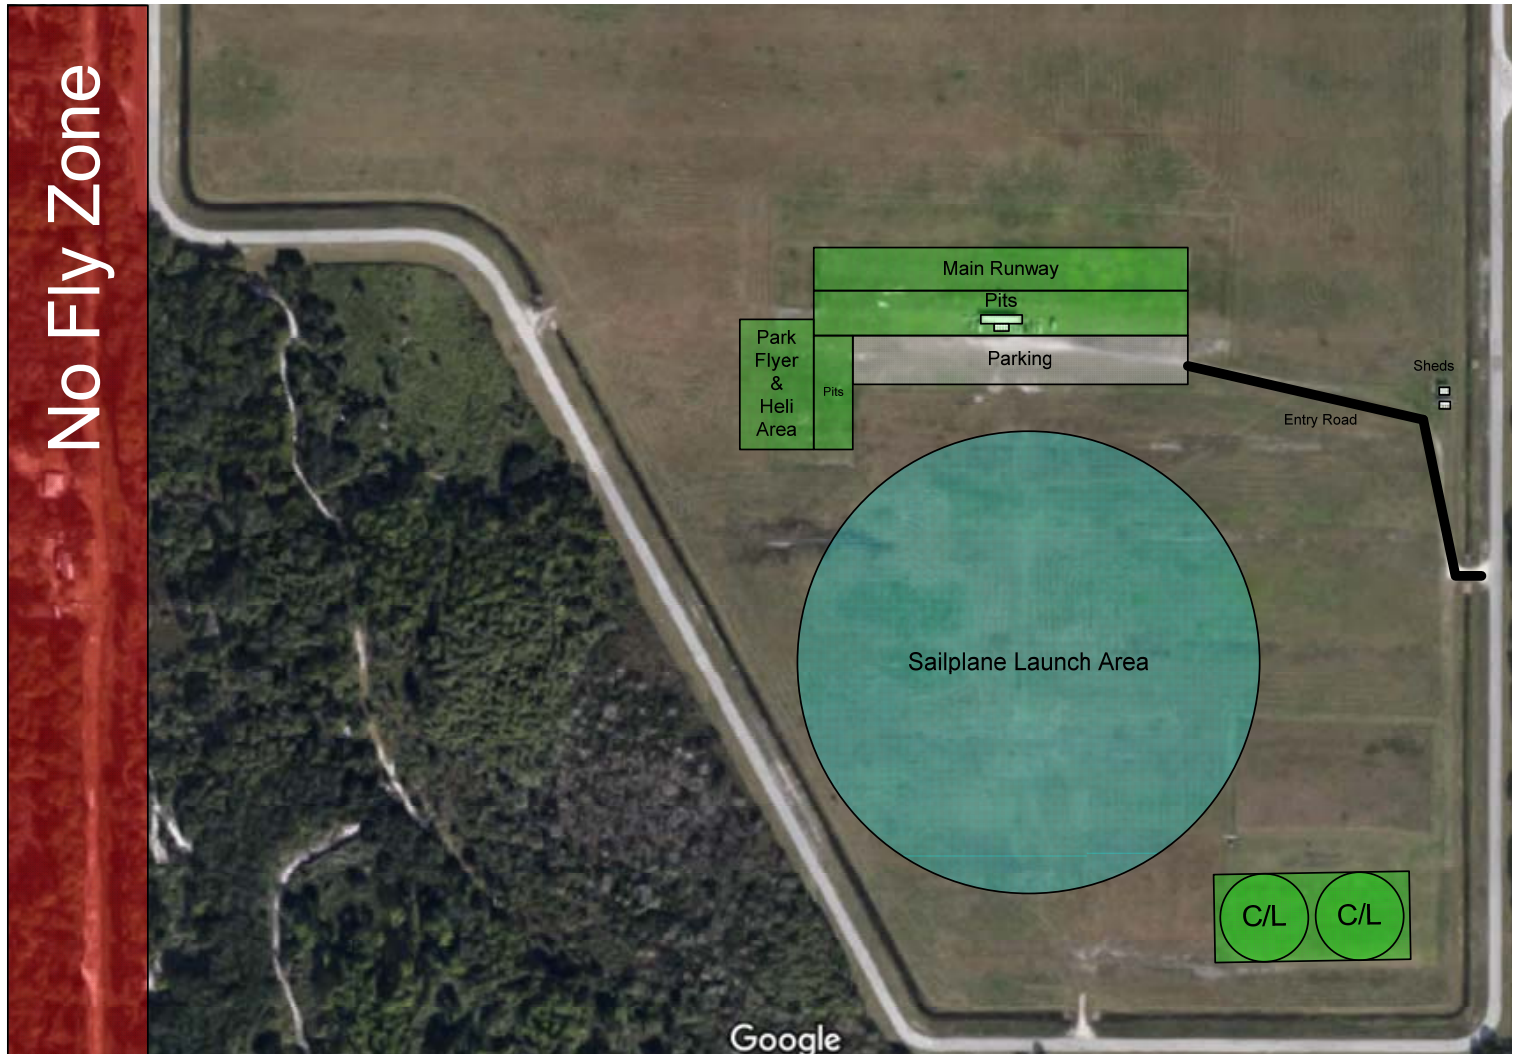 No Fly Zone
Main Runway
Pits
Park
Flyer
&
Heli
Area
Pits
Parking
Sheds
Entry Road
Sailplane Launch Area
C/L
C/L
Google